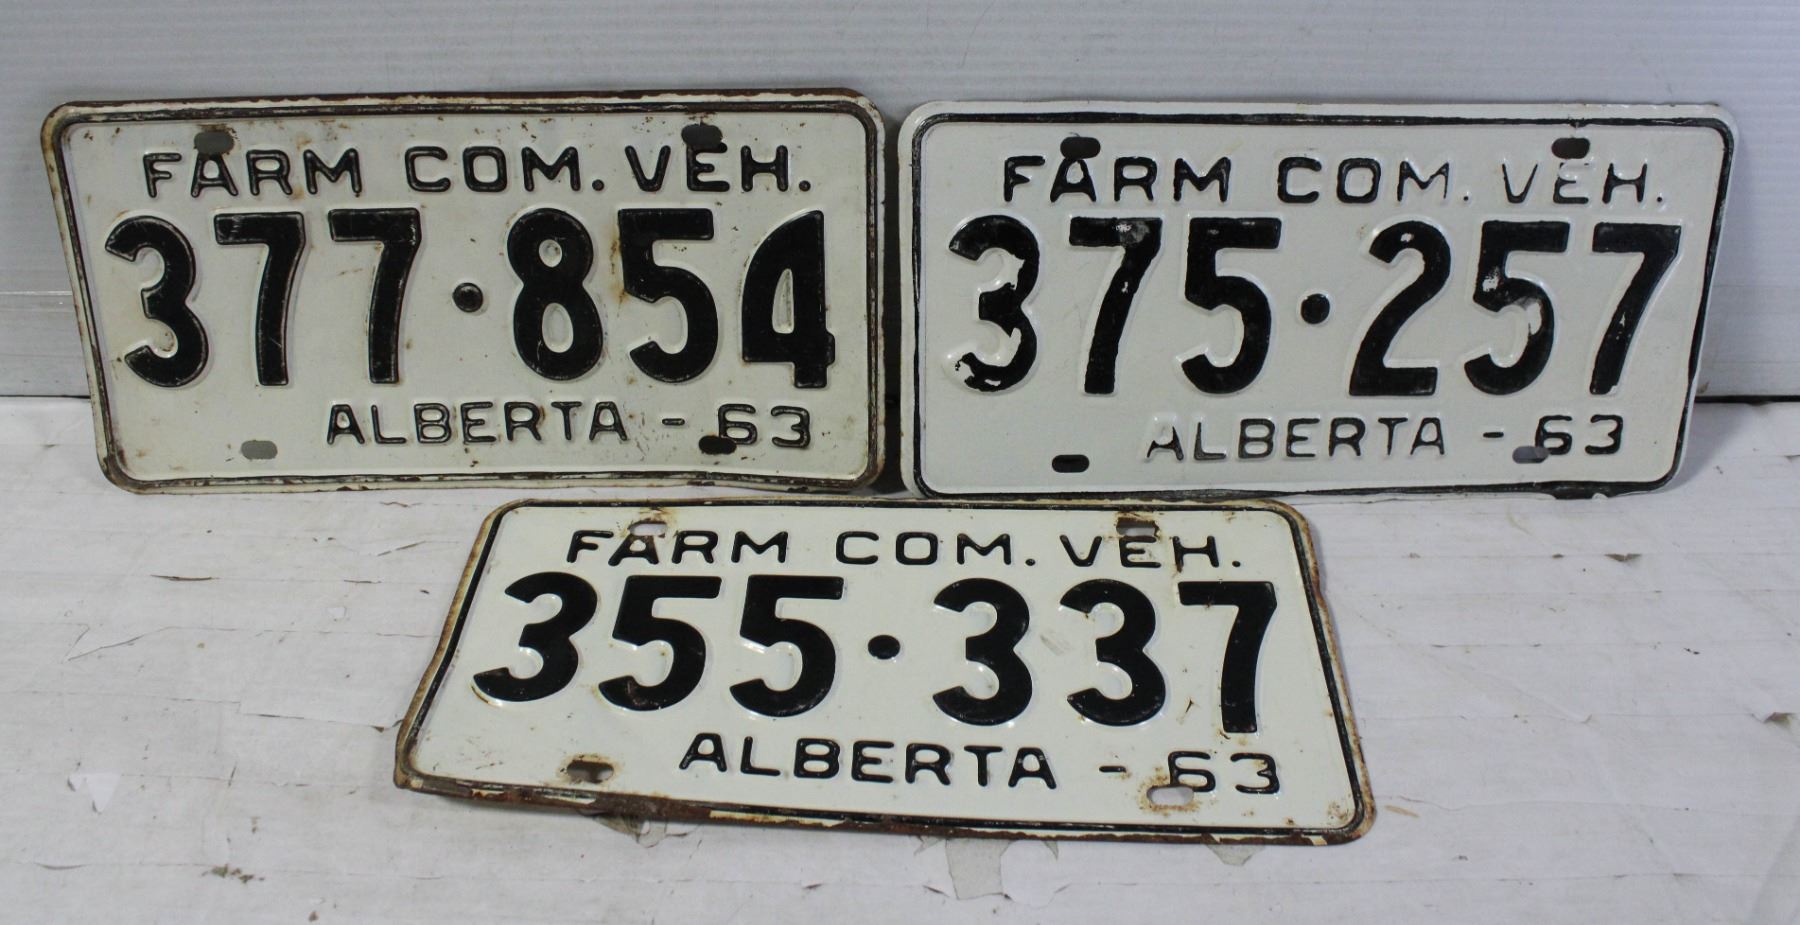 FARM COM. VEH.
377·854
ALBERTA - 63
FARM COM. VEH.
375·257
ALBERTA - 63
FARM COM. VEH.
355·337
ALBERTA - 63